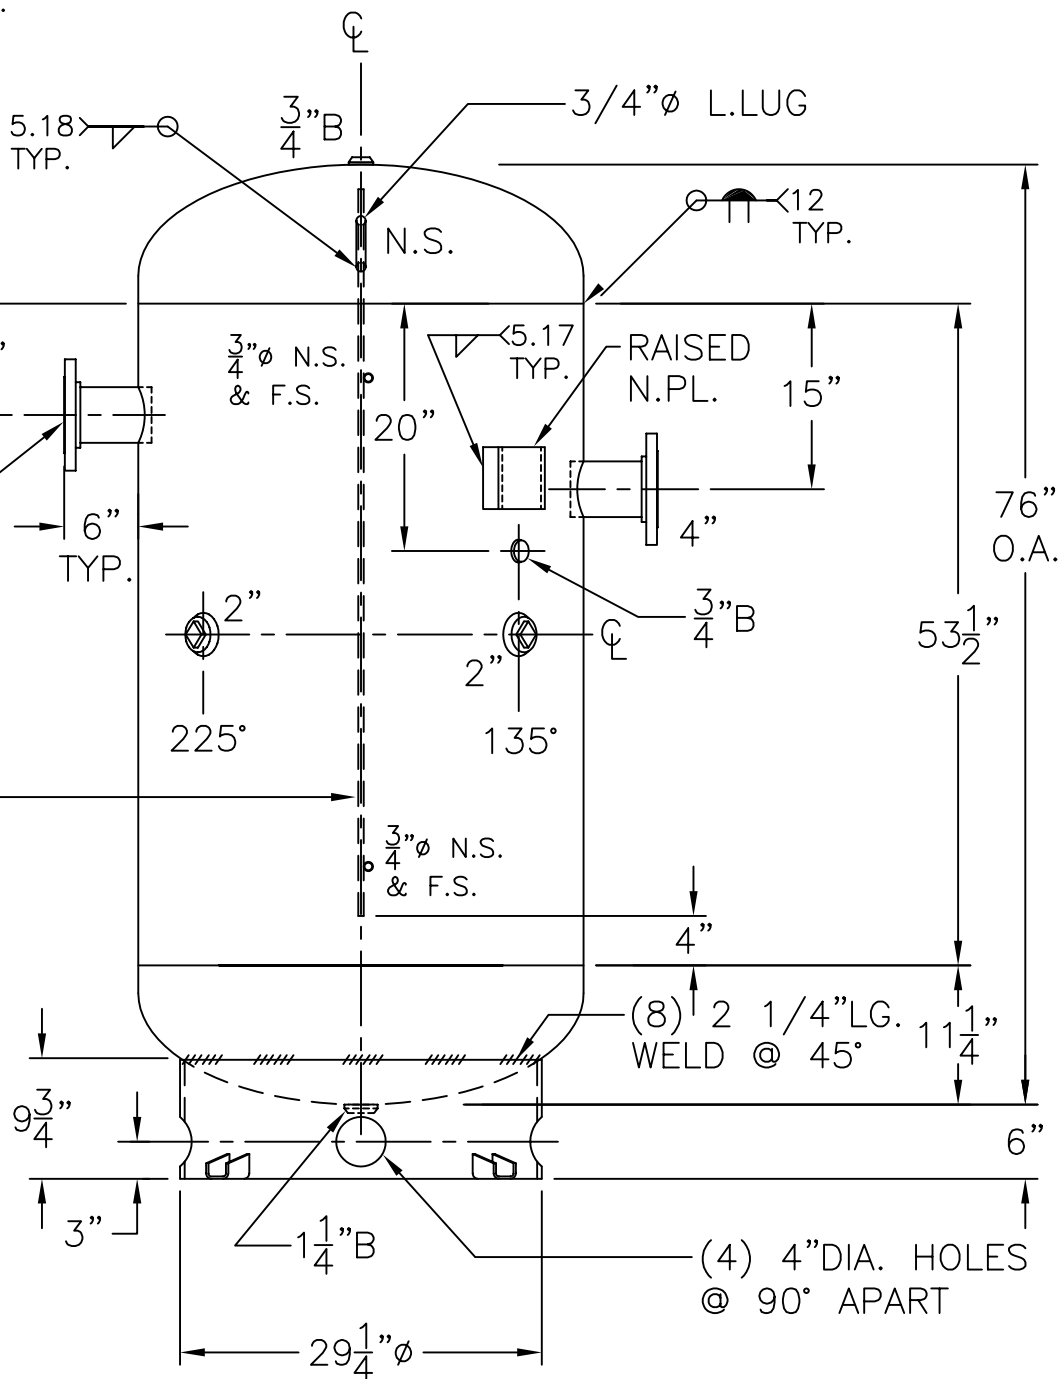 ℄
3/4"ø L.LUG
3/4"B
5.18
TYP.
12
TYP.
N.S.
5.17
TYP.
RAISED
N.PL.
3/4"ø N.S.
& F.S.
15"
20"
76"
O.A.
6"
TYP.
4"
2"
3/4"B
℄
53 1/2"
2"
225°
135°
3/4"ø N.S.
& F.S.
4"
(8) 2 1/4"LG.
WELD @ 45°
11 1/4"
9 3/4"
6"
3"
1 1/4"B
(4) 4"DIA. HOLES
@ 90° APART
29 1/4"ø